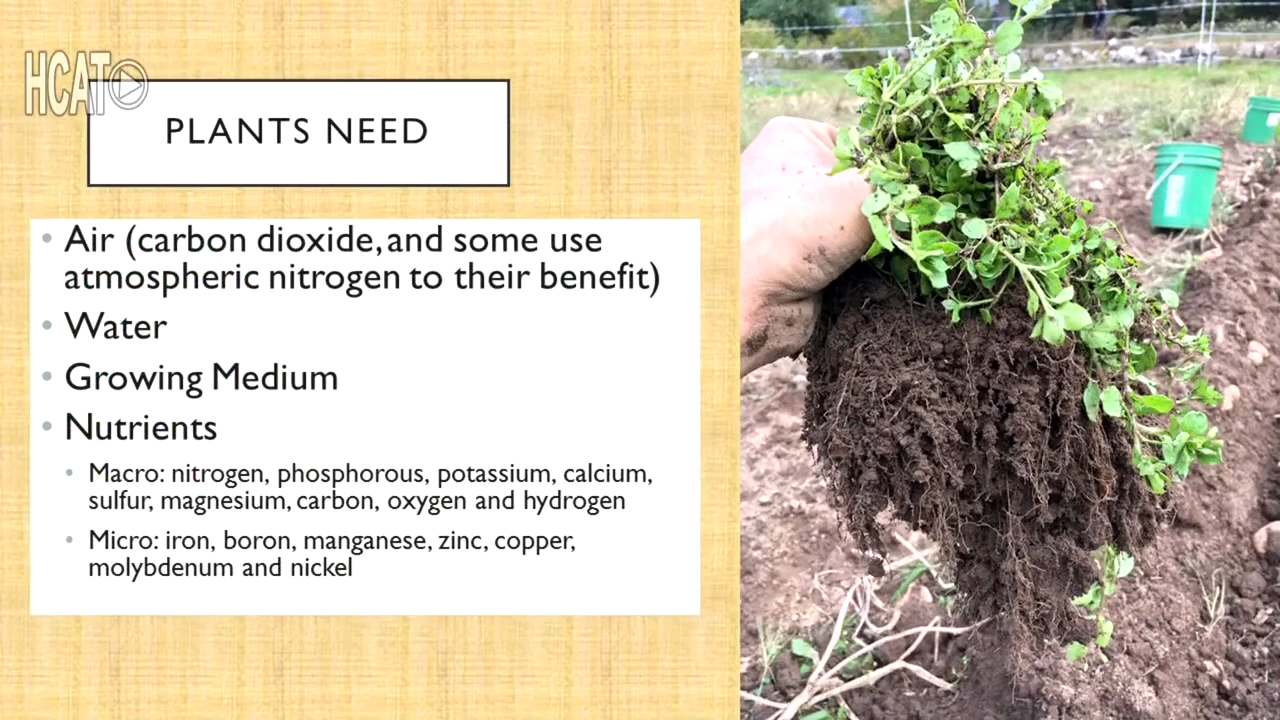 HCAT
PLANTS NEED
• Air (carbon dioxide, and some use
atmospheric nitrogen to their benefit)
• Water
• Growing Medium
• Nutrients
• Macro: nitrogen, phosphorous, potassium, calcium,
sulfur, magnesium, carbon, oxygen and hydrogen
• Micro: iron, boron, manganese, zinc, copper,
molybdenum and nickel